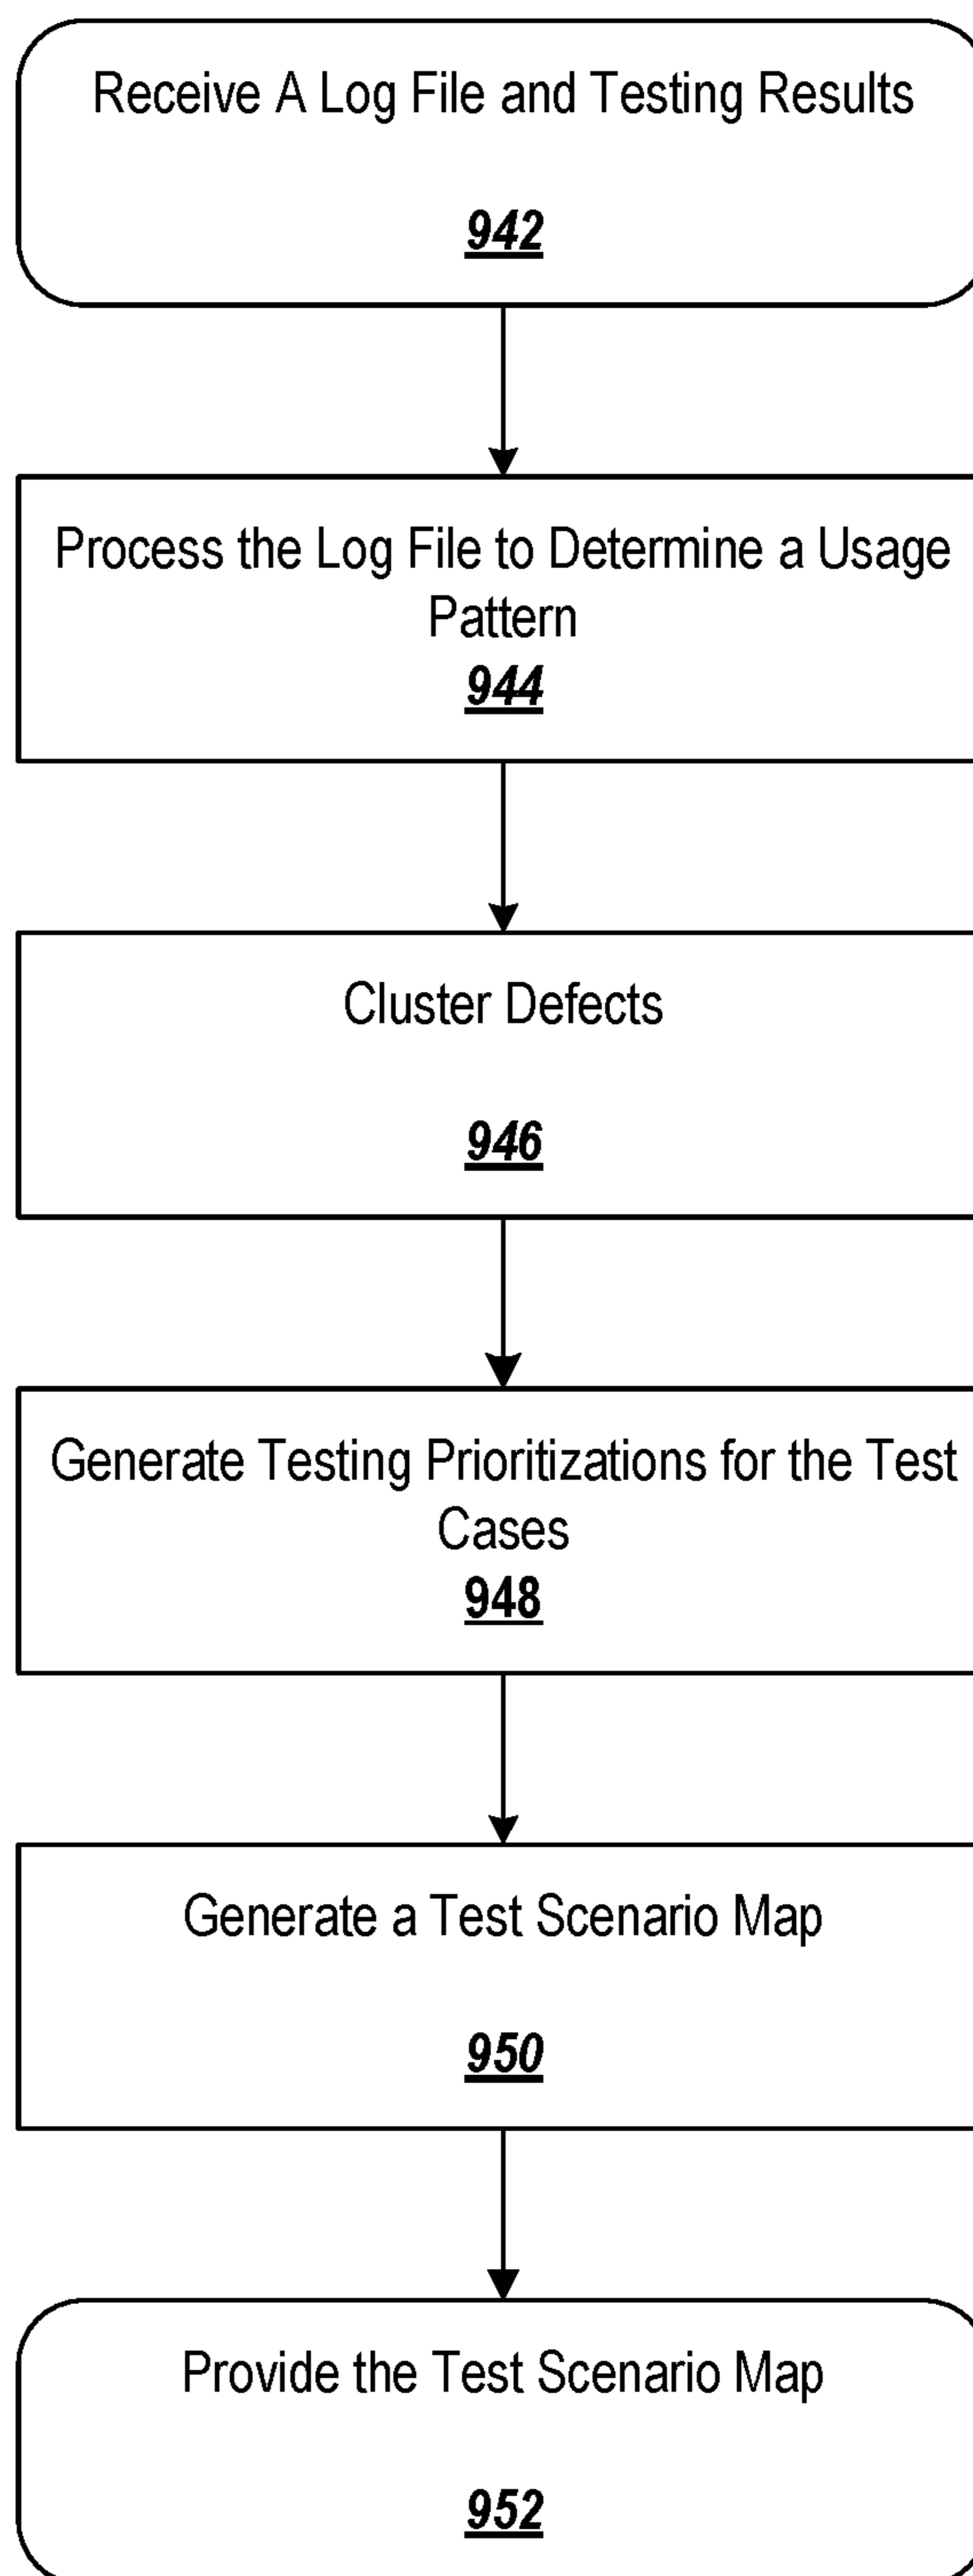 Receive A Log File and Testing Results
942
Process the Log File to Determine a Usage
Pattern
944
Cluster Defects
946
Generate Testing Prioritizations for the Test
Cases
948
Generate a Test Scenario Map
950
Provide the Test Scenario Map
952